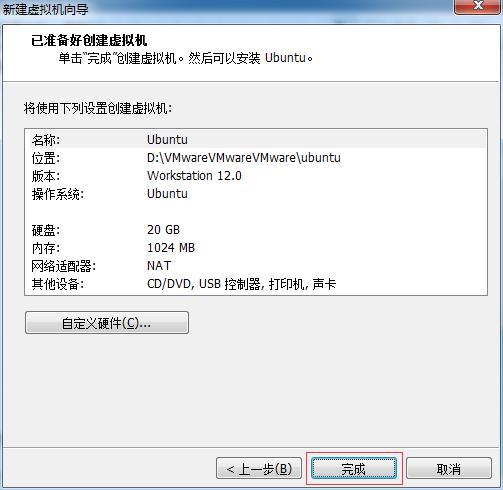 新建虚拟机向导
已准备好创建虚拟机
单击“完成”创建虚拟机。然后可以安装 Ubuntu。
将使用下列设置创建虚拟机:
名称: Ubuntu
位置: D:\VMwareVMwareVMware\ubuntu
版本: Workstation 12.0
操作系统: Ubuntu
硬盘: 20 GB
内存: 1024 MB
网络适配器: NAT
其他设备: CD/DVD, USB 控制器, 打印机, 声卡
自定义硬件(C)...
< 上一步(B) 完成 取消